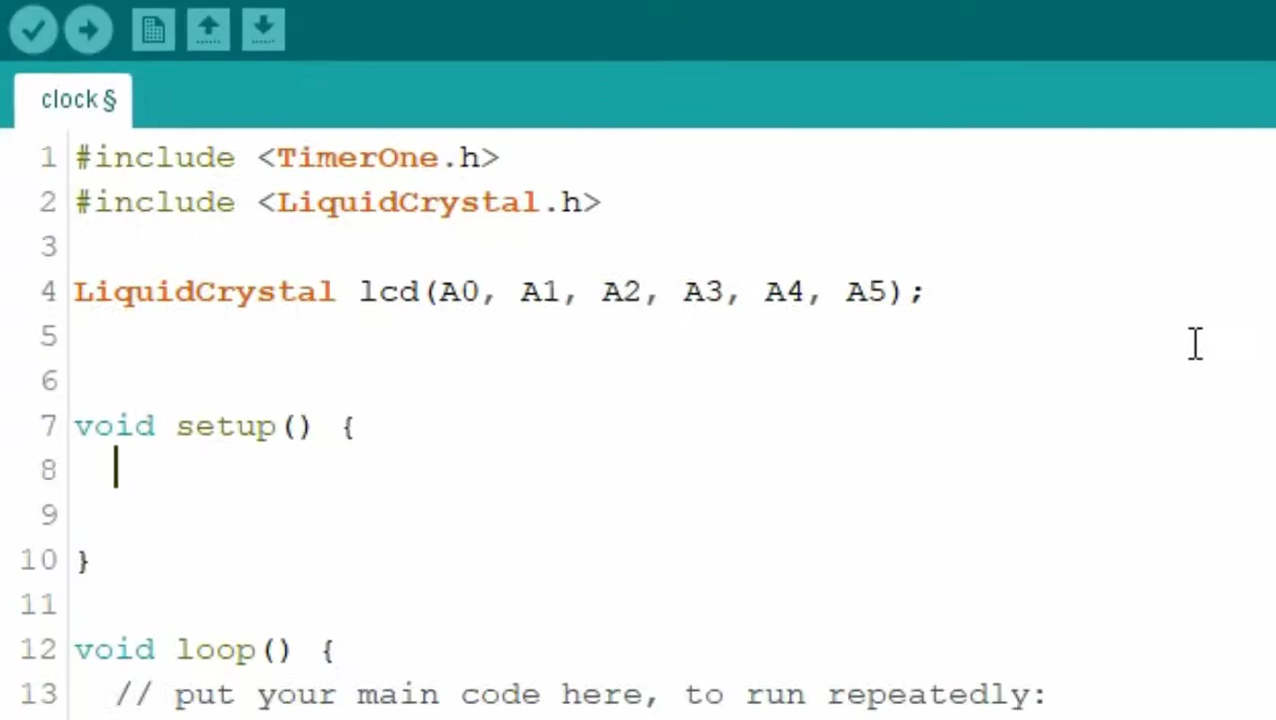 clock §
1 #include <TimerOne.h>
2 #include <LiquidCrystal.h>
3
4 LiquidCrystal lcd(A0, A1, A2, A3, A4, A5);
5
6
7 void setup() {
8
9
10 }
11
12 void loop() {
13 // put your main code here, to run repeatedly: